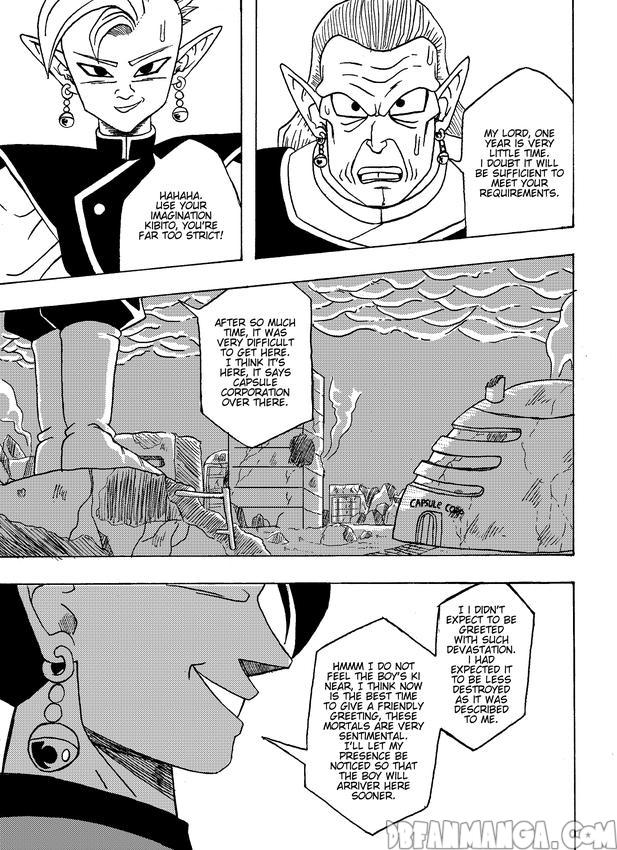 MY LORD, ONE
YEAR IS VERY
LITTLE TIME.
I DOUBT IT WILL
BE SUFFICIENT TO
MEET YOUR
REQUIREMENTS.
HAHAHA.
USE YOUR
IMAGINATION
KIBITO, YOU'RE
FAR TOO STRICT!
AFTER SO MUCH
TIME, IT WAS
VERY DIFFICULT
TO GET HERE.
I THINK IT'S
HERE, IT SAYS
CAPSULE
CORPORATION
OVER THERE.
CAPSULE CORP
I DIDN'T
EXPECT TO BE
GREETED
WITH SUCH
DEVASTATION.
I HAD
EXPECTED IT
TO BE LESS
DESTROYED
AS IT WAS
DESCRIBED
TO ME.
HMMM I DO NOT
FEEL THE BOY'S KI
NEAR, I THINK NOW
IS THE BEST TIME
TO GIVE A FRIENDLY
GREETING, THESE
MORTALS ARE VERY
SENTIMENTAL.
I'LL LET MY
PRESENCE BE
NOTICED SO THAT
THE BOY WILL
ARRIVER HERE
SOONER.
DBFANMANGA.COM